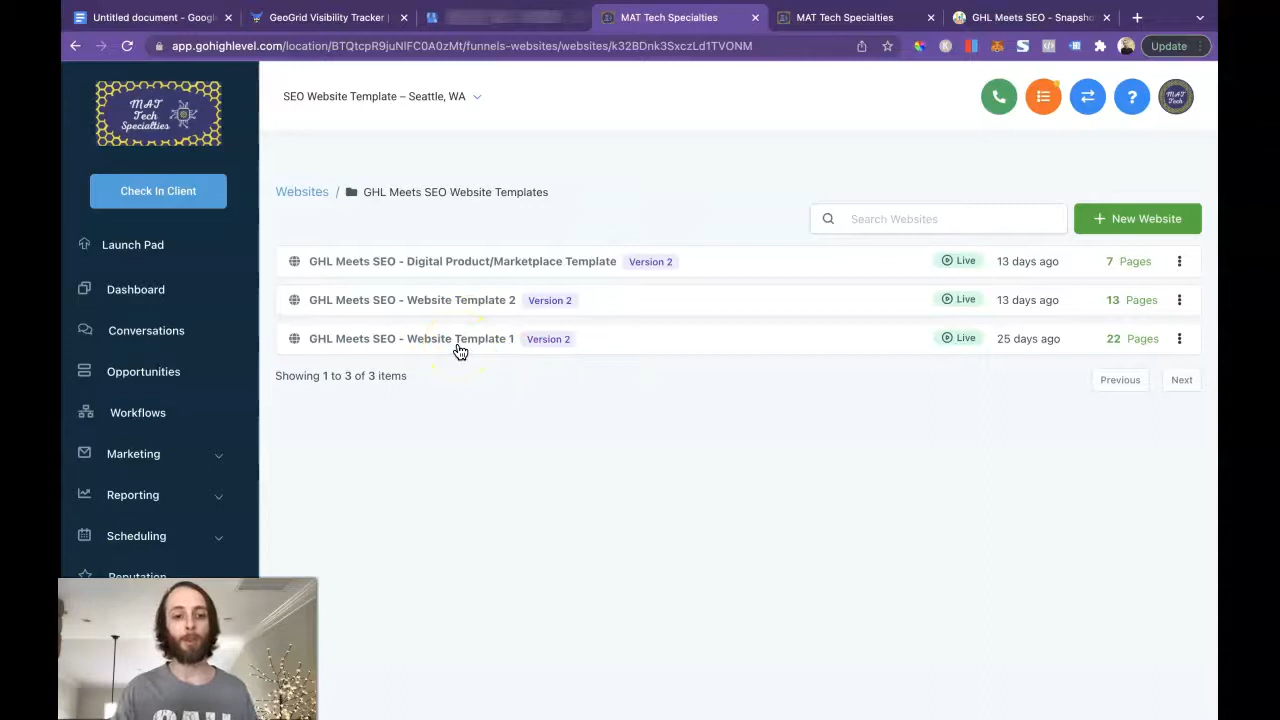 Untitled document - Googl
GeoGrid Visibility Tracker
MAT Tech Specialties
MAT Tech Specialties
GHL Meets SEO - Snapsho
app.gohighlevel.com/location/BTQtcpR9juNIFC0A0zMt/funnels-websites/websites/k32BDnk3SxczLd1TVONM
Update
MAT
Tech
Specialties
SEO Website Template – Seattle, WA
Check In Client
Websites / GHL Meets SEO Website Templates
Search Websites
+ New Website
Launch Pad
Dashboard
Conversations
Opportunities
Workflows
Marketing
Reporting
Scheduling
Reputation
GHL Meets SEO - Digital Product/Marketplace Template Version 2 Live 13 days ago 7 Pages
GHL Meets SEO - Website Template 2 Version 2 Live 13 days ago 13 Pages
GHL Meets SEO - Website Template 1 Version 2 Live 25 days ago 22 Pages
Showing 1 to 3 of 3 items
Previous
Next